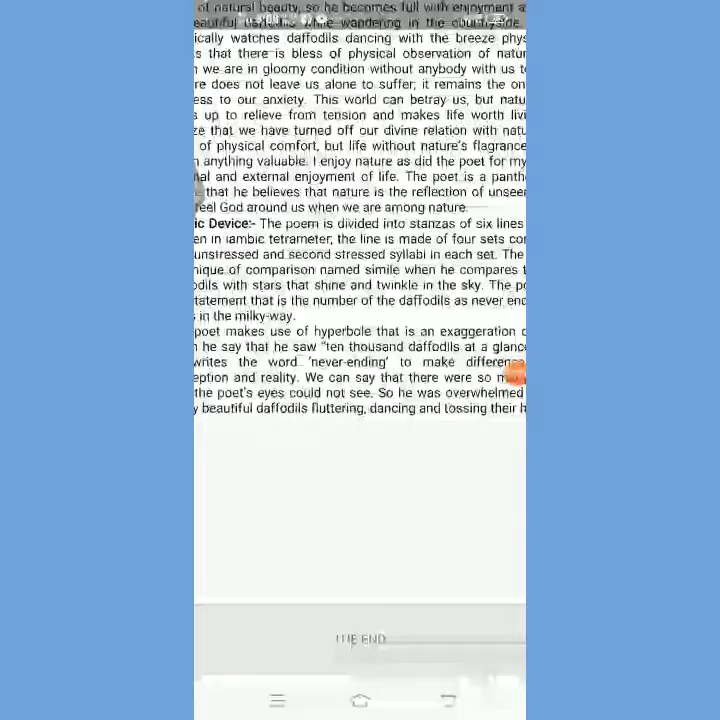 of natural beauty, so he becomes full with enjoyment a
eautiful daffodils while wandering in the countryside.
ically watches daffodils dancing with the breeze phys
s that there is bless of physical observation of natur
we are in gloomy condition without anybody with us t
re does not leave us alone to suffer; it remains the on
ess to our anxiety. This world can betray us, but natu
s up to relieve from tension and makes life worth livi
ze that we have turned off our divine relation with natu
of physical comfort, but life without nature's flagrance
n anything valuable. I enjoy nature as did the poet for my
nal and external enjoyment of life. The poet is a panth
that he believes that nature is the reflection of unseen
feel God around us when we are among nature.
ic Device:- The poem is divided into stanzas of six lines
en in iambic tetrameter; the line is made of four sets co
unstressed and second stressed syllabi in each set. The
nique of comparison named simile when he compares t
odils with stars that shine and twinkle in the sky. The p
tatement that is the number of the daffodils as never end
s in the milky-way.
poet makes use of hyperbole that is an exaggeration
n he say that he saw "ten thousand daffodils at a glance
writes the word 'never-ending' to make difference
eption and reality. We can say that there were so
the poet's eyes could not see. So he was overwhelmed
y beautiful daffodils fluttering, dancing and tossing their h
THE END